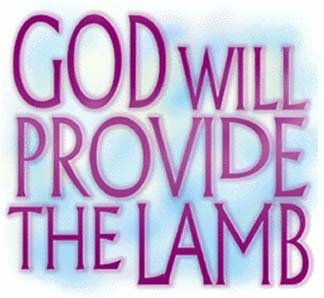 GOD WILL
PROVIDE
THE LAMB